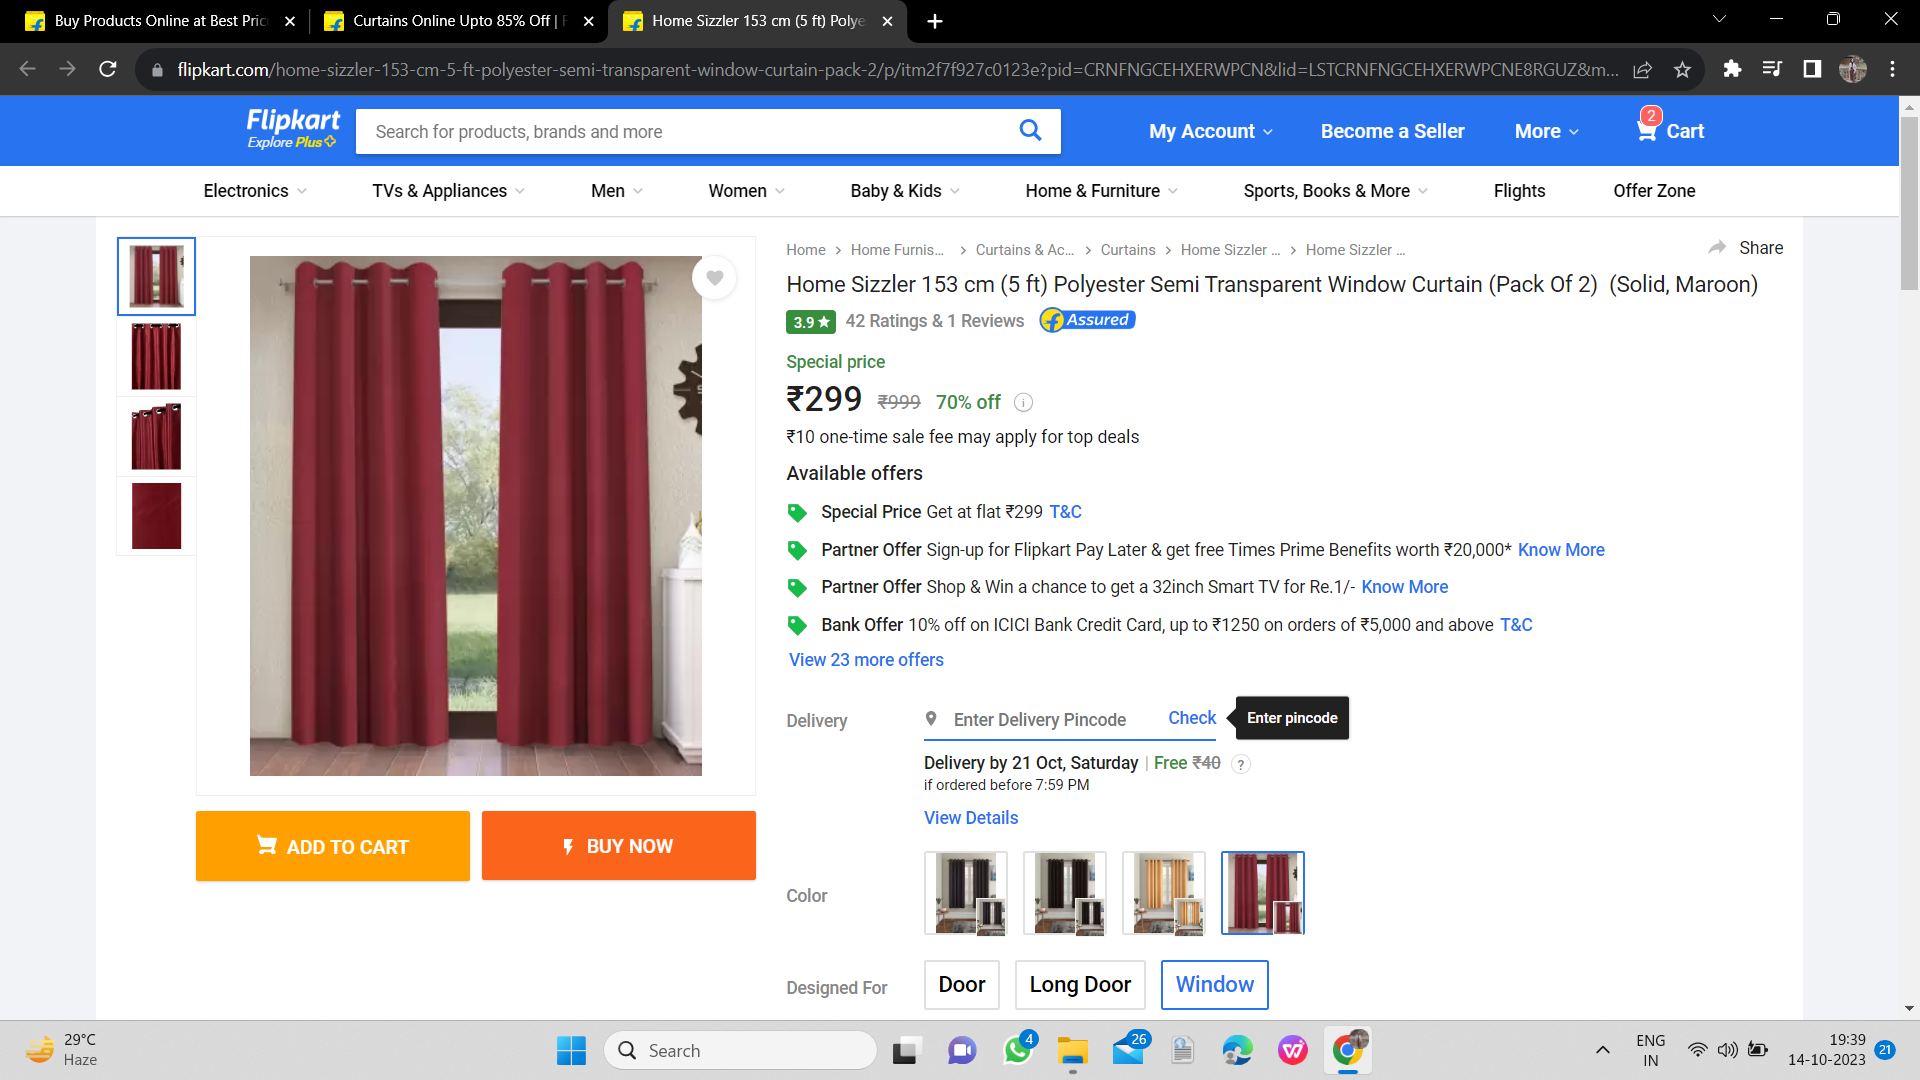 Buy Products Online at Best Pric
Curtains Online Upto 85% Off | F
Home Sizzler 153 cm (5 ft) Polye
flipkart.com/home-sizzler-153-cm-5-ft-polyester-semi-transparent-window-curtain-pack-2/p/itm2f7f927c0123e?pid=CRNFNGCEHXERWPCN&lid=LSTCRNFNGCEHXERWPCNE8RGUZ&m...
Flipkart
Explore Plus
Search for products, brands and more
My Account
Become a Seller
More
2
Cart
Electronics
TVs & Appliances
Men
Women
Baby & Kids
Home & Furniture
Sports, Books & More
Flights
Offer Zone
Home > Home Furnis... > Curtains & Ac... > Curtains > Home Sizzler ... > Home Sizzler ...
Share
Home Sizzler 153 cm (5 ft) Polyester Semi Transparent Window Curtain (Pack Of 2) (Solid, Maroon)
3.9★ 42 Ratings & 1 Reviews Assured
Special price
₹299 ₹999 70% off i
₹10 one-time sale fee may apply for top deals
Available offers
Special Price Get at flat ₹299 T&C
Partner Offer Sign-up for Flipkart Pay Later & get free Times Prime Benefits worth ₹20,000* Know More
Partner Offer Shop & Win a chance to get a 32inch Smart TV for Re.1/- Know More
Bank Offer 10% off on ICICI Bank Credit Card, up to ₹1250 on orders of ₹5,000 and above T&C
View 23 more offers
Delivery
Enter Delivery Pincode
Check
Enter pincode
Delivery by 21 Oct, Saturday | Free ₹40 ?
if ordered before 7:59 PM
View Details
ADD TO CART
BUY NOW
Color
Designed For
Door
Long Door
Window
29°C
Haze
Search
4
26
ENG
IN
19:39
14-10-2023
21